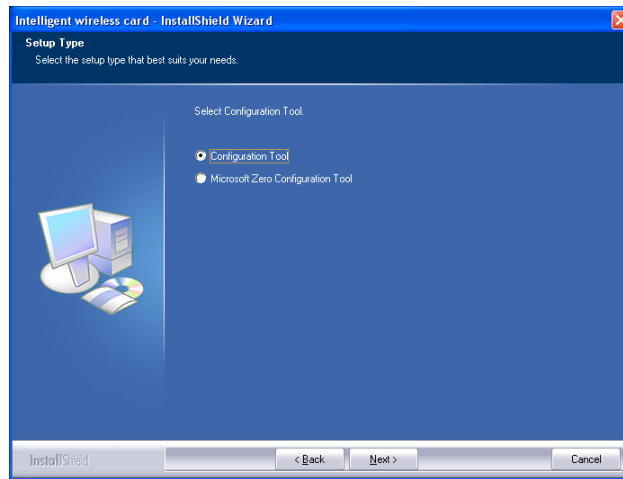 Intelligent wireless card - InstallShield Wizard
Setup Type
Select the setup type that best suits your needs.
Select Configuration Tool.
Configuration Tool
Microsoft Zero Configuration Tool
InstallShield
< Back
Next >
Cancel